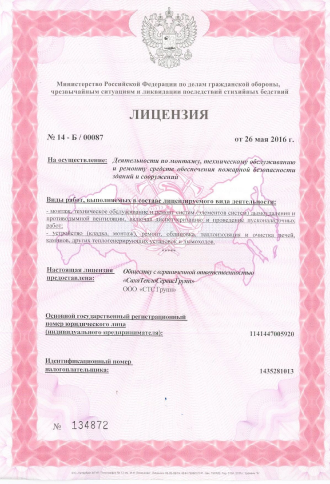 Министерство Российской Федерации по делам гражданской обороны,
чрезвычайным ситуациям и ликвидации последствий стихийных бедствий
ЛИЦЕНЗИЯ
№ 14 - Б / 00087
от 26 мая 2016 г.
На осуществление:
Деятельности по монтажу, техническому обслуживанию
и ремонту средств обеспечения пожарной безопасности
зданий и сооружений
Виды работ, выполняемых в составе лицензируемого вида деятельности:
- монтаж, техническое обслуживание и ремонт систем (элементов систем) дымоудаления и
противодымной вентиляции, включая диспетчеризацию и проведение пусконаладочных
работ;
- устройство (кладка, монтаж), ремонт, облицовка, теплоизоляция и очистка печей,
каминов, других теплогенерирующих установок и дымоходов.
Настоящая лицензия
предоставлена:
Обществу с ограниченной ответственностью
«СахаТеплоСервисГрупп»
ООО «СТСГрупп»
Основной государственный регистрационный
номер юридического лица
(индивидуального предпринимателя):
1141447005920
Идентификационный номер
налогоплательщика:
1435281013
№ 134872